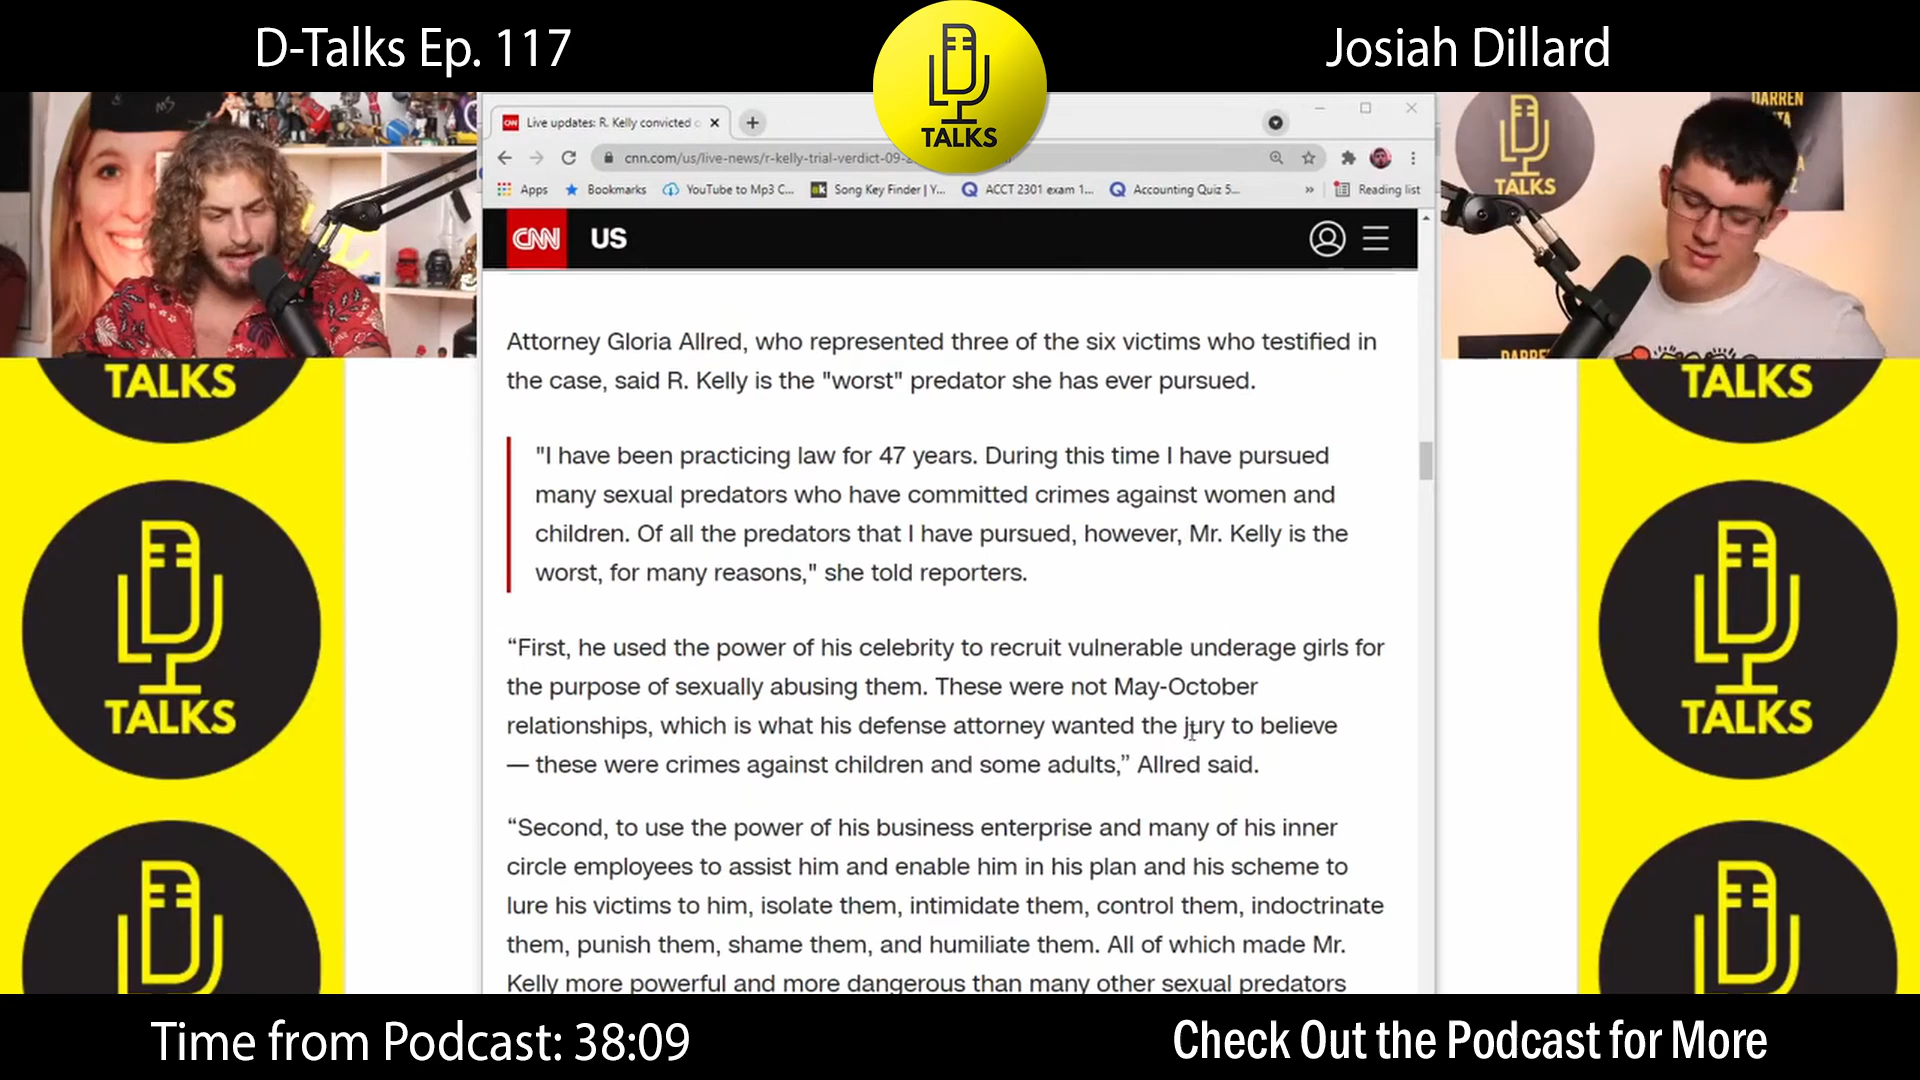 D-Talks Ep. 117
TALKS
Josiah Dillard
MS
Live updates: R. Kelly convicted
cnn.com/us/live-news/r-kelly-trial-verdict-09-2
Apps
Bookmarks
YouTube to Mp3 C...
Song Key Finder | Y...
ACCT 2301 exam 1...
Accounting Quiz 5...
»
Reading list
CNN
US
TALKS
DARREN
Attorney Gloria Allred, who represented three of the six victims who testified in
the case, said R. Kelly is the "worst" predator she has ever pursued.
"I have been practicing law for 47 years. During this time I have pursued
many sexual predators who have committed crimes against women and
children. Of all the predators that I have pursued, however, Mr. Kelly is the
worst, for many reasons," she told reporters.
“First, he used the power of his celebrity to recruit vulnerable underage girls for
the purpose of sexually abusing them. These were not May-October
relationships, which is what his defense attorney wanted the jury to believe
— these were crimes against children and some adults,” Allred said.
“Second, to use the power of his business enterprise and many of his inner
circle employees to assist him and enable him in his plan and his scheme to
lure his victims to him, isolate them, intimidate them, control them, indoctrinate
them, punish them, shame them, and humiliate them. All of which made Mr.
Kelly more powerful and more dangerous than many other sexual predators
TALKS
TALKS
TALKS
TALKS
Time from Podcast: 38:09
Check Out the Podcast for More